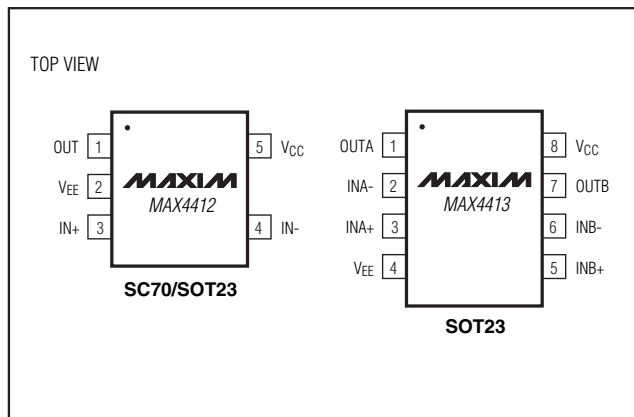 TOP VIEW
OUT 1
VEE 2
IN+ 3
5 VCC
4 IN-
MAXIM
MAX4412
SC70/SOT23
OUTA 1
INA- 2
INA+ 3
VEE 4
8 VCC
7 OUTB
6 INB-
5 INB+
MAXIM
MAX4413
SOT23